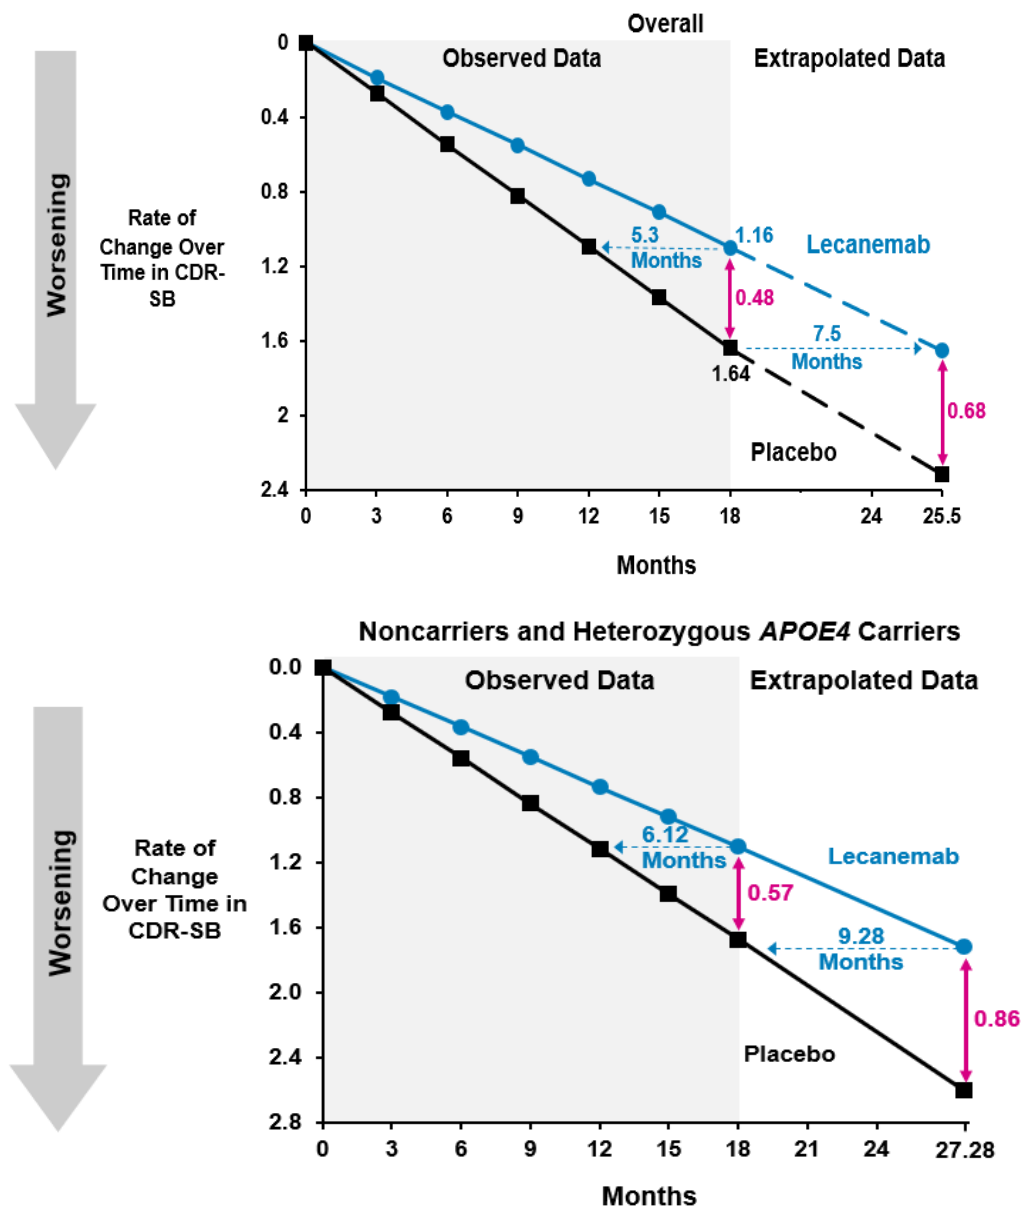 Overall
Observed Data
Extrapolated Data
Worsening
Rate of
Change Over
Time in CDR-
SB
0
0.4
0.8
1.2
1.6
2
2.4
5.3
Months
1.16
Lecanemab
0.48
7.5
Months
1.64
0.68
Placebo
0
3
6
9
12
15
18
24
25.5
Months
Noncarriers and Heterozygous APOE4 Carriers
Observed Data
Extrapolated Data
Worsening
Rate of
Change
Over Time in
CDR-SB
0.0
0.4
0.8
1.2
1.6
2.0
2.4
2.8
6.12
Months
Lecanemab
0.57
9.28
Months
0.86
Placebo
0
3
6
9
12
15
18
21
24
27.28
Months